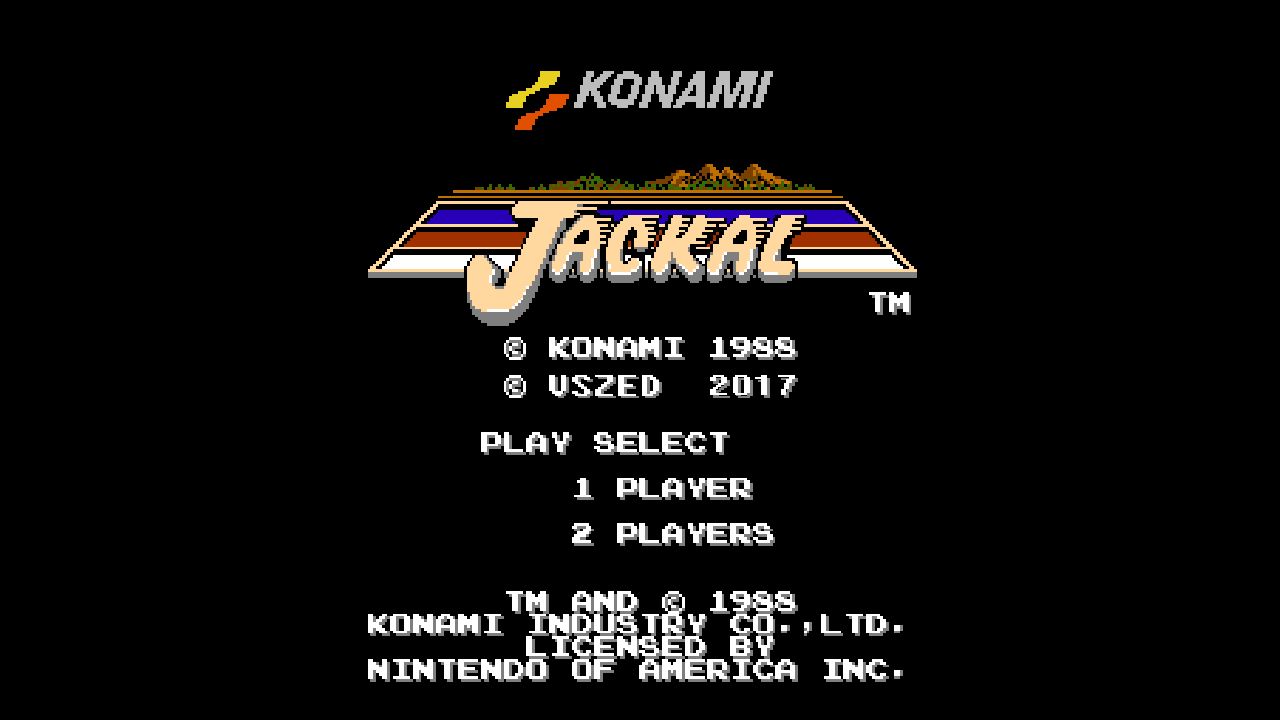 KONAMI
JACKAL
TM
© KONAMI 1988
© VSZED 2017
PLAY SELECT
1 PLAYER
2 PLAYERS
TM AND © 1988
KONAMI INDUSTRY CO.,LTD.
LICENSED BY
NINTENDO OF AMERICA INC.